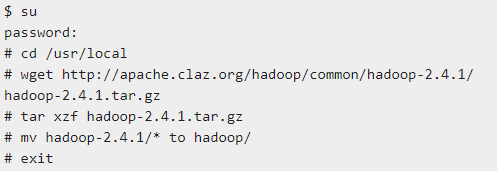 $ su
password:
# cd /usr/local
# wget http://apache.claz.org/hadoop/common/hadoop-2.4.1/
hadoop-2.4.1.tar.gz
# tar xzf hadoop-2.4.1.tar.gz
# mv hadoop-2.4.1/* to hadoop/
# exit